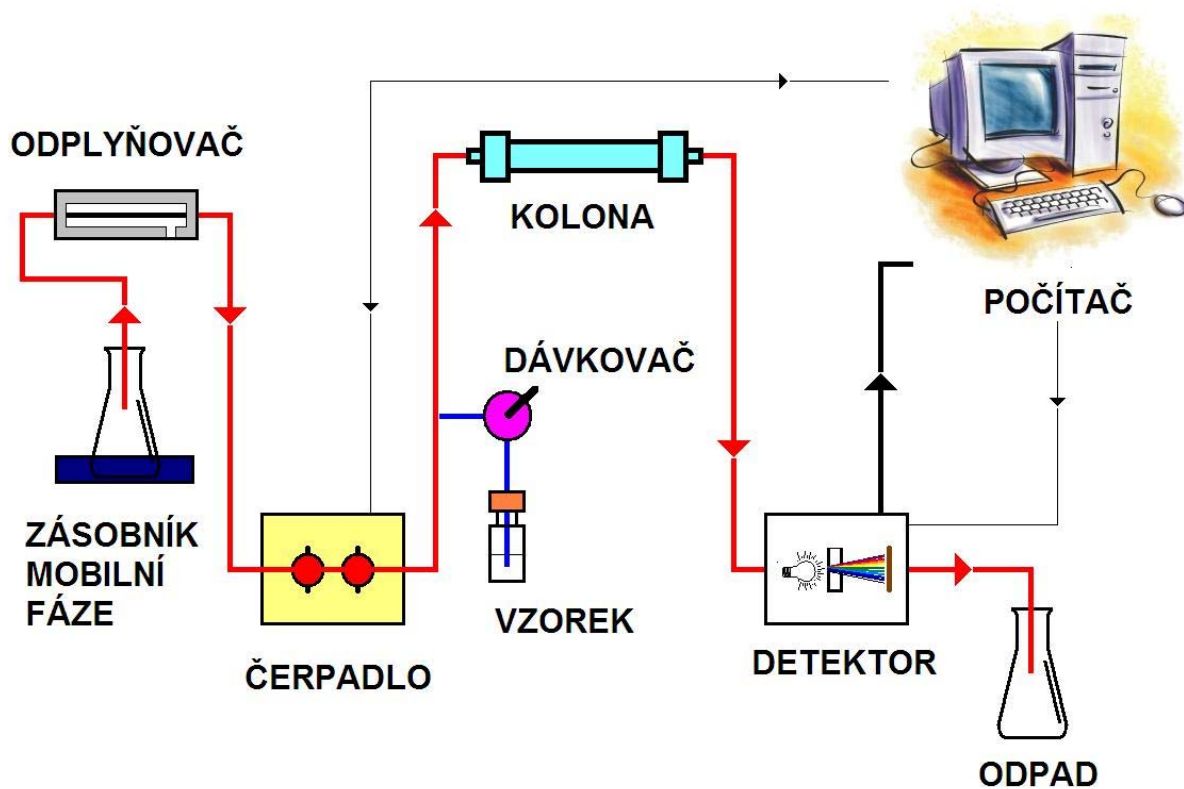 ODPLYŇOVAČ
KOLONA
POČÍTAČ
DÁVKOVAČ
ZÁSOBNÍK
MOBILNÍ
FÁZE
VZOREK
ČERPADLO
DETEKTOR
ODPAD